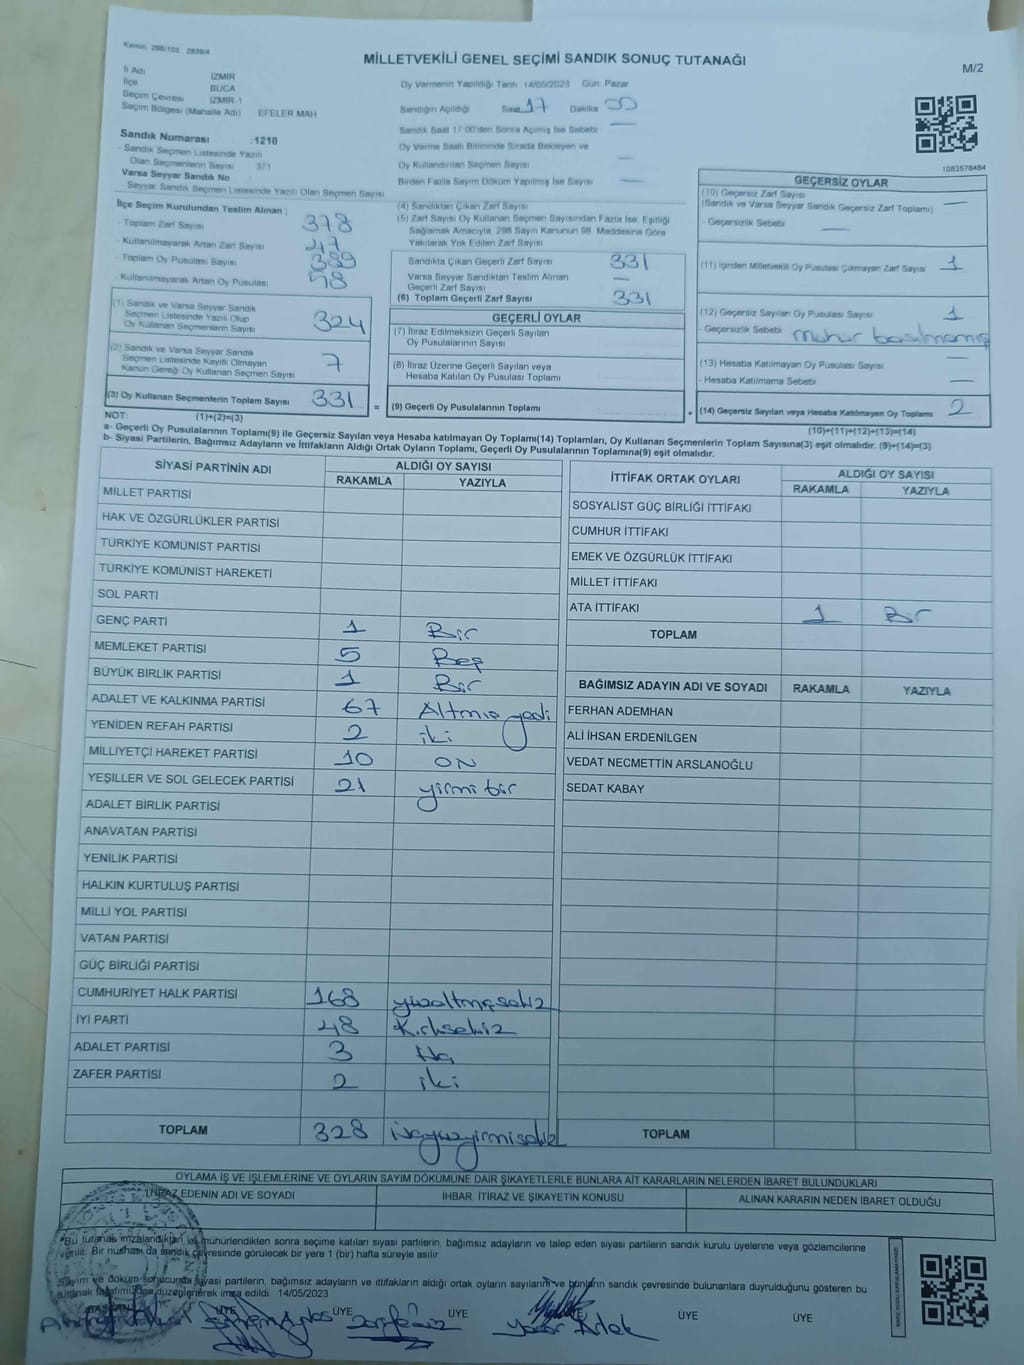 Kanun: 298/105 2839/4
MİLLETVEKİLİ GENEL SEÇİMİ SANDIK SONUÇ TUTANAĞI
M/2
İl Adı İZMİR
İlçe BUCA
Seçim Çevresi İZMİR-1
Seçim Bölgesi (Mahalle Adı) EFELER MAH
Sandık Numarası : 1210
- Sandık Seçmen Listesinde Yazılı
Olan Seçmenlerin Sayısı 371
Varsa Seyyar Sandık No
Seyyar Sandık Seçmen Listesinde Yazılı Olan Seçmen Sayısı
Oy Vermenin Yapıldığı Tarih 14/05/2023 - Gün: Pazar
Sandığın Açıldığı Saat 17 Dakika 00
Sandık Saat 17:00'den Sonra Açılmış İse Sebebi —
Oy Verme Saati Bitiminde Sırada Bekleyen ve
Oy Kullandırılan Seçmen Sayısı —
Birden Fazla Sayım Döküm Yapılmış İse Sayısı —
1083578464
İlçe Seçim Kurulundan Teslim Alınan ;
- Toplam Zarf Sayısı 378
- Kullanılmayarak Artan Zarf Sayısı 47
- Toplam Oy Pusulası Sayısı 389
- Kullanılmayarak Artan Oy Pusulası 58
(1) Sandık ve Varsa Seyyar Sandık
Seçmen Listesinde Yazılı Olup
Oy Kullanan Seçmenlerin Sayısı 324
(2) Sandık ve Varsa Seyyar Sandık
Seçmen Listesinde Kayıtlı Olmayan
Kanun Gereği Oy Kullanan Seçmen Sayısı 7
(3) Oy Kullanan Seçmenlerin Toplam Sayısı 331 =
(4) Sandıktan Çıkan Zarf Sayısı
(5) Zarf Sayısı Oy Kullanan Seçmen Sayısından Fazla İse, Eşitliği
Sağlamak Amacıyla, 298 Sayılı Kanunun 98. Maddesine Göre
Yakılarak Yok Edilen Zarf Sayısı
Sandıkta Çıkan Geçerli Zarf Sayısı 331
Varsa Seyyar Sandıktan Teslim Alınan
Geçerli Zarf Sayısı —
(6) Toplam Geçerli Zarf Sayısı 331
GEÇERLİ OYLAR
(7) İtiraz Edilmeksizin Geçerli Sayılan
Oy Pusulalarının Sayısı
(8) İtiraz Üzerine Geçerli Sayılan veya
Hesaba Katılan Oy Pusulası Toplamı
(9) Geçerli Oy Pusulalarının Toplamı +
GEÇERSİZ OYLAR
(10) Geçersiz Zarf Sayısı —
(Sandık ve Varsa Seyyar Sandık Geçersiz Zarf Toplamı)
- Geçersizlik Sebebi —
(11) İçinden Milletvekili Oy Pusulası Çıkmayan Zarf Sayısı 1
(12) Geçersiz Sayılan Oy Pusulası Sayısı 1
- Geçersizlik Sebebi mühür basılmamış
(13) Hesaba Katılmayan Oy Pusulası Sayısı —
- Hesaba Katılmama Sebebi —
(14) Geçersiz Sayılan veya Hesaba Katılmayan Oy Toplamı 2
NOT: (1)+(2)=(3)
(10)+(11)+(12)+(13)=(14)
a- Geçerli Oy Pusulaları Toplamı(9) ile Geçersiz Sayılan veya Hesaba katılmayan Oy Toplamı(14) Toplamları, Oy Kullanan Seçmenlerin Toplam Sayısına(3) eşit olmalıdır. (9)+(14)=(3)
b- Siyasi Partilerin, Bağımsız Adayların ve İttifakların Aldığı Ortak Oyların Toplamı, Geçerli Oy Pusulalarının Toplamına(9) eşit olmalıdır.
SİYASİ PARTİNİN ADI ALDIĞI OY SAYISI
RAKAMLA YAZIYLA
MİLLET PARTİSİ
HAK VE ÖZGÜRLÜKLER PARTİSİ
TÜRKİYE KOMÜNİST PARTİSİ
TÜRKİYE KOMÜNİST HAREKETİ
SOL PARTİ
GENÇ PARTİ 1 Bir
MEMLEKET PARTİSİ 5 Beş
BÜYÜK BİRLİK PARTİSİ 1 Bir
ADALET VE KALKINMA PARTİSİ 67 Altmış yedi
YENİDEN REFAH PARTİSİ 2 iki
MİLLİYETÇİ HAREKET PARTİSİ 10 ON
YEŞİLLER VE SOL GELECEK PARTİSİ 21 yirmi bir
ADALET BİRLİK PARTİSİ
ANAVATAN PARTİSİ
YENİLİK PARTİSİ
HALKIN KURTULUŞ PARTİSİ
MİLLİ YOL PARTİSİ
VATAN PARTİSİ
GÜÇ BİRLİĞİ PARTİSİ
CUMHURİYET HALK PARTİSİ 168 yüzaltmışsekiz
İYİ PARTİ 48 Kırksekiz
ADALET PARTİSİ 3 Üç
ZAFER PARTİSİ 2 iki
TOPLAM 328 üçyüzyirmisekiz
İTTİFAK ORTAK OYLARI ALDIĞI OY SAYISI
RAKAMLA YAZIYLA
SOSYALİST GÜÇ BİRLİĞİ İTTİFAKI
CUMHUR İTTİFAKI
EMEK VE ÖZGÜRLÜK İTTİFAKI
MİLLET İTTİFAKI
ATA İTTİFAKI 1 Bir
TOPLAM
BAĞIMSIZ ADAYIN ADI VE SOYADI RAKAMLA YAZIYLA
FERHAN ADEMHAN
ALİ İHSAN ERDENİLGEN
VEDAT NECMETTİN ARSLANOĞLU
SEDAT KABAY
TOPLAM
OYLAMA İŞ VE İŞLEMLERİNE VE OYLARIN SAYIM DÖKÜMÜNE DAİR ŞİKAYETLERLE BUNLARA AİT KARARLARIN NELERDEN İBARET BULUNDUKLARI
İTİRAZ EDENİN ADI VE SOYADI İHBAR, İTİRAZ VE ŞİKAYETİN KONUSU ALINAN KARARIN NEDEN İBARET OLDUĞU
*Bu tutanak imzalandıktan ve mühürlendikten sonra seçime katılan siyasi partilerin, bağımsız adayların ve talep eden siyasi partilerin sandık kurulu üyelerine veya gözlemcilerine
verilir. Bir nüshası da sandık çevresinde görülecek bir yere 1 (bir) hafta süreyle asılır.
Sayım ve döküm sonucunda siyasi partilerin, bağımsız adayların ve ittifakların aldığı ortak oyların sayılarını ve bunların sandık çevresinde bulunanlara duyrulduğunu gösteren bu
tutanak tarafımızdan düzenlenerek imza edildi. 14/05/2023
ÜYE ÜYE ÜYE ÜYE ÜYE ÜYE